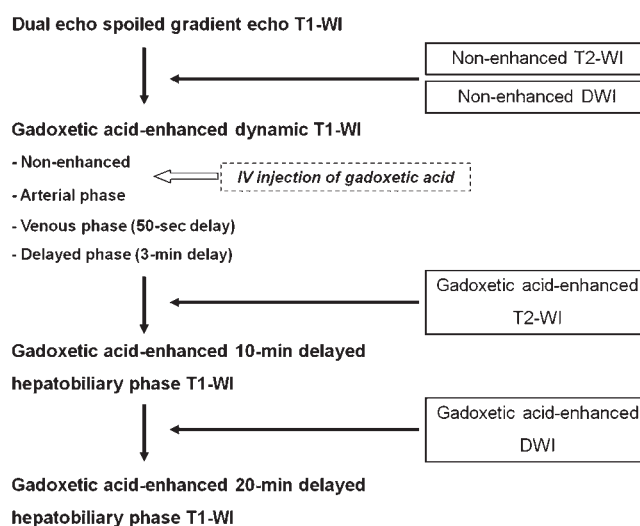 Dual echo spoiled gradient echo T1-WI
Non-enhanced T2-WI
Non-enhanced DWI
Gadoxetic acid-enhanced dynamic T1-WI
- Non-enhanced
IV injection of gadoxetic acid
- Arterial phase
- Venous phase (50-sec delay)
- Delayed phase (3-min delay)
Gadoxetic acid-enhanced
T2-WI
Gadoxetic acid-enhanced 10-min delayed
hepatobiliary phase T1-WI
Gadoxetic acid-enhanced
DWI
Gadoxetic acid-enhanced 20-min delayed
hepatobiliary phase T1-WI